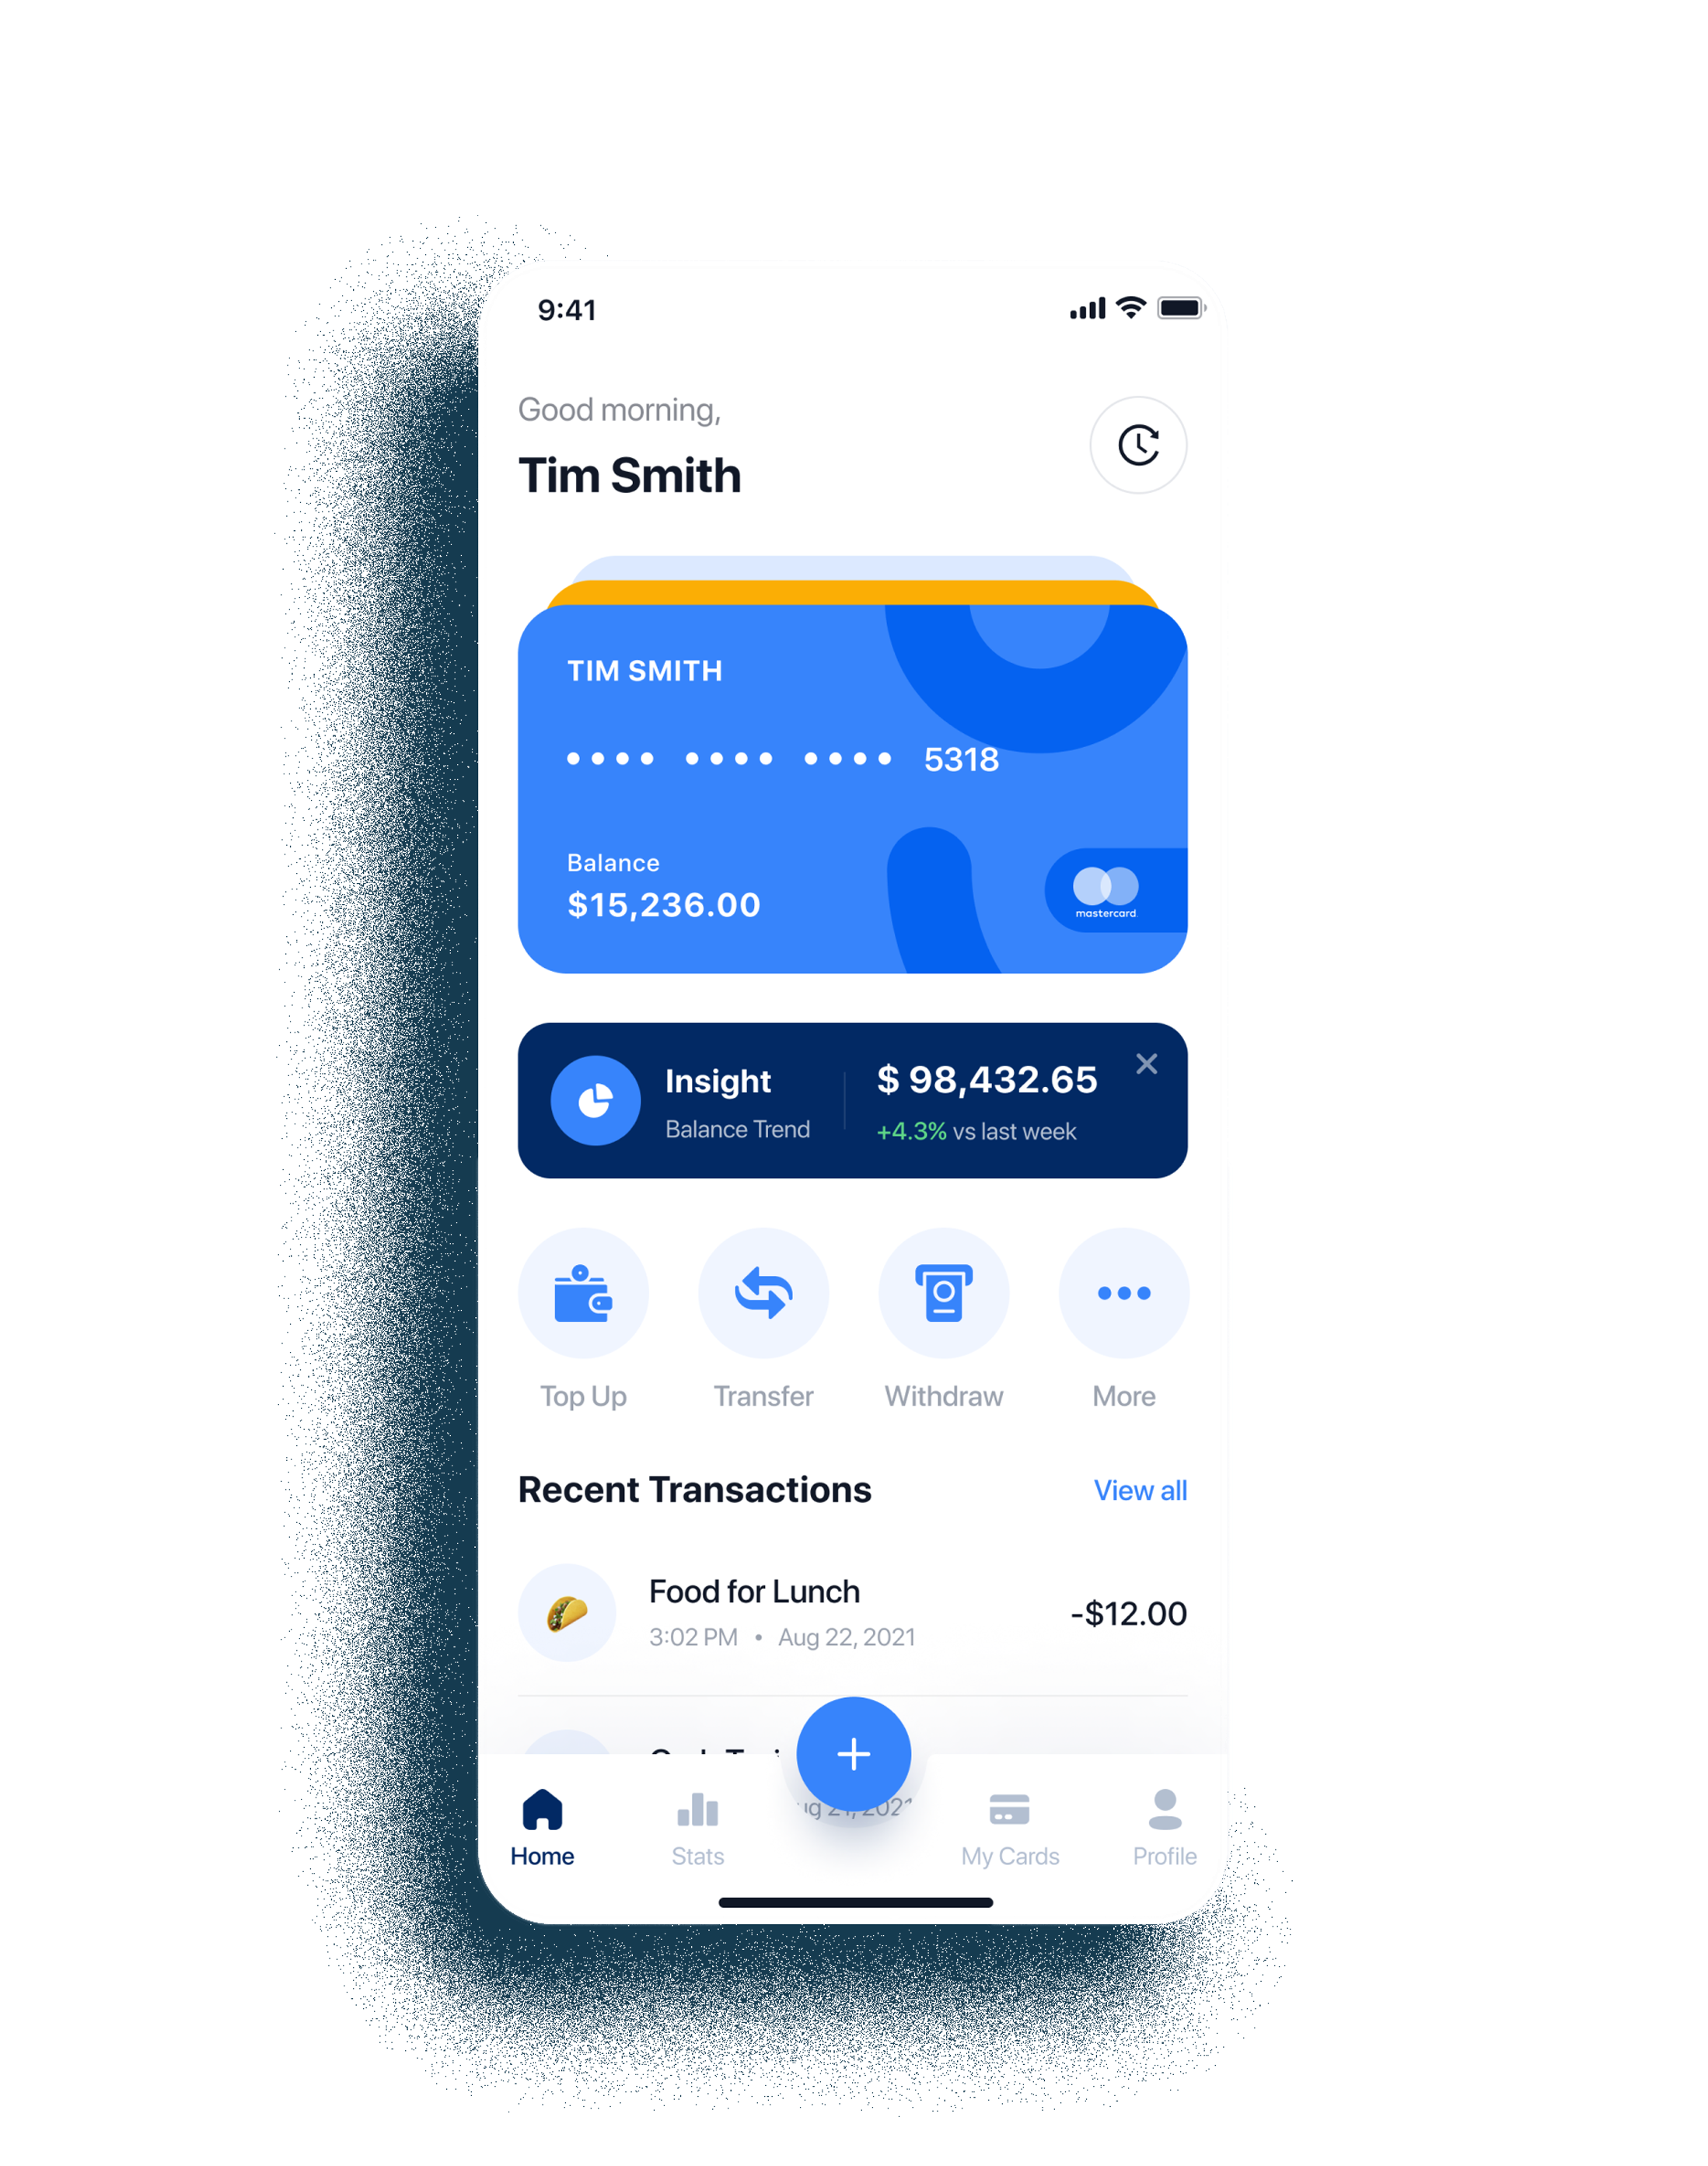 9:41
Good morning,
Tim Smith
TIM SMITH
•••• •••• •••• 5318
Balance
$15,236.00
mastercard
Insight
$ 98,432.65
Balance Trend
+4.3% vs last week
Top Up
Transfer
Withdraw
More
Recent Transactions
View all
Food for Lunch
-$12.00
3:02 PM • Aug 22, 2021
Home
Stats
My Cards
Profile